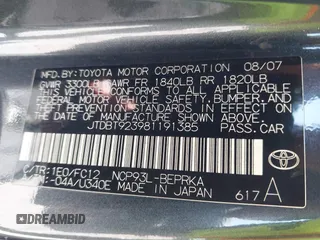 MFD. BY TOYOTA MOTOR CORPORATION 08/07
GVWR 3300LB GAWR FR 1840LB RR 1820LB
THIS VEHICLE CONFORMS TO ALL APPLICABLE
FEDERAL MOTOR VEHICLE SAFETY, BUMPER, AND
THEFT PREVENTION STANDARDS IN EFFECT ON
THE DATE OF MANUFACTURE SHOWN ABOVE.
JTDBT923981191385 PASS. CAR
C/TR: 1E0/FC12 NCP93L-BEPRKA
-04A/U340E MADE IN JAPAN 617 A
TOYOTA
DREAMBID